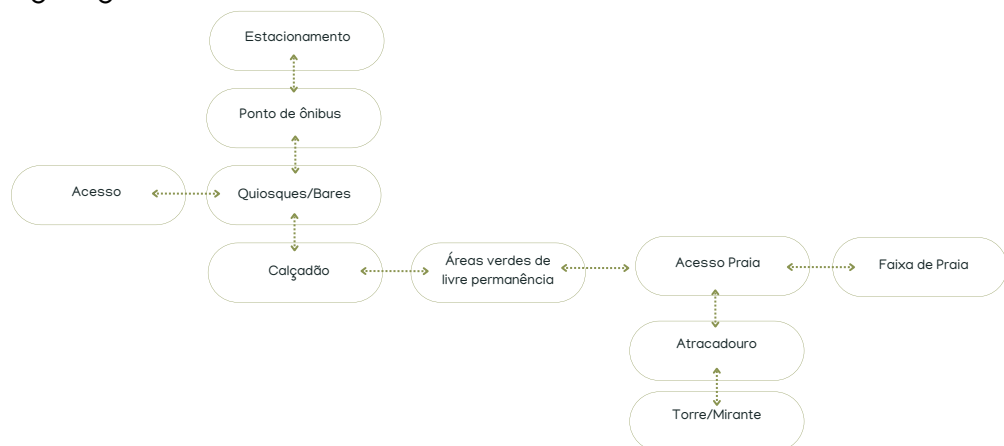 Estacionamento
Ponto de ônibus
Acesso
Quiosques/Bares
Calçadão
Áreas verdes de
livre permanência
Acesso Praia
Faixa de Praia
Atracadouro
Torre/Mirante